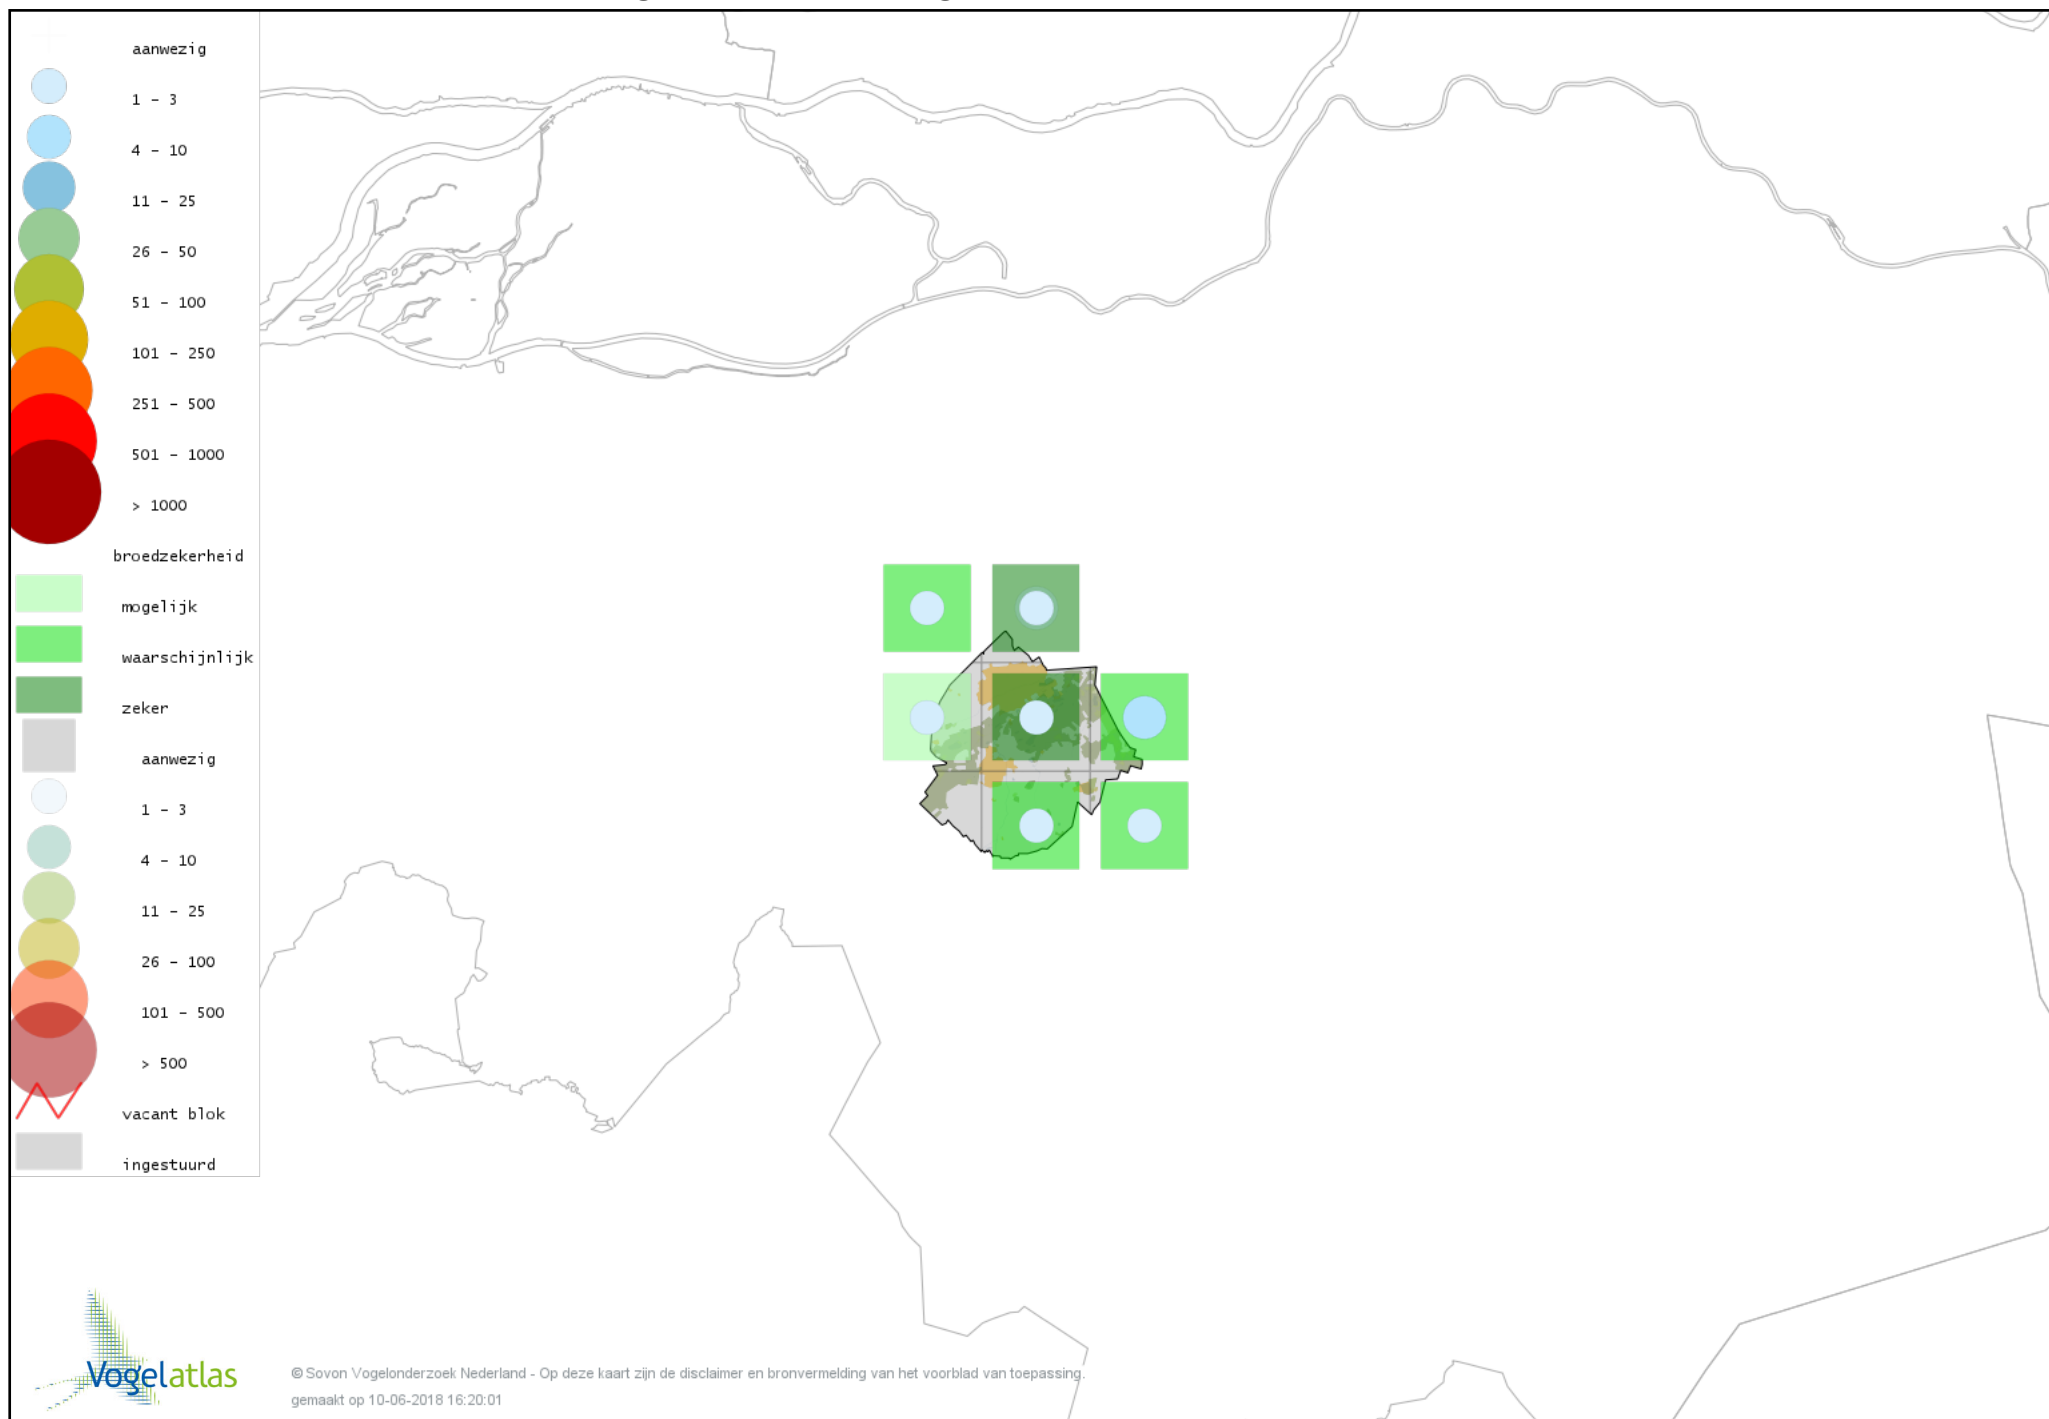 aanwezig
1 - 3
4 - 10
11 - 25
26 - 50
51 - 100
101 - 250
251 - 500
501 - 1000
> 1000
broedzekerheid
mogelijk
waarschijnlijk
zeker
aanwezig
1 - 3
4 - 10
11 - 25
26 - 100
101 - 500
> 500
vacant blok
ingestuurd
Vogelatlas
© Sovon Vogelonderzoek Nederland - Op deze kaart zijn de disclaimer en bronvermelding van het voorblad van toepassing.
gemaakt op 10-06-2018 16:20:01